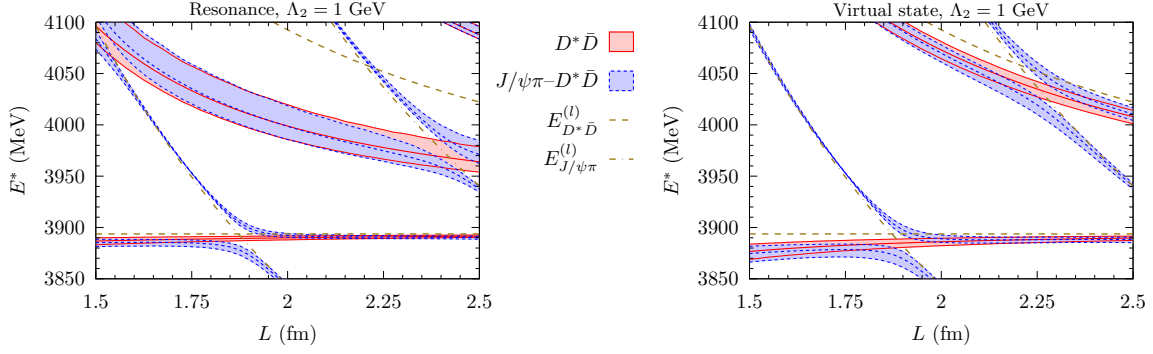 Resonance, Λ₂ = 1 GeV
E* (MeV)
4100
4050
4000
3950
3900
3850
1.5
1.75
2
2.25
2.5
L (fm)
D*D̄
J/ψπ–D*D̄
E^{(l)}_{D*D̄}
E^{(l)}_{J/ψπ}
Virtual state, Λ₂ = 1 GeV
E* (MeV)
4100
4050
4000
3950
3900
3850
1.5
1.75
2
2.25
2.5
L (fm)